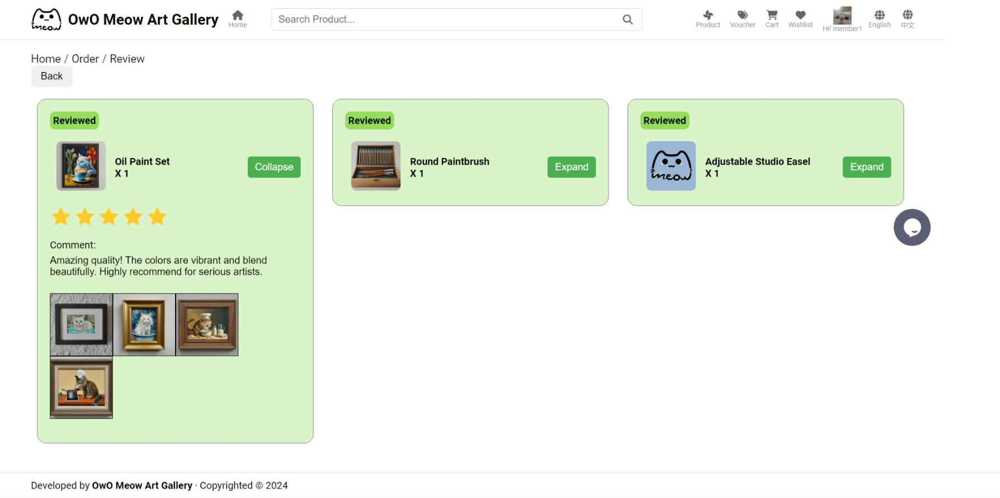 meow
OwO Meow Art Gallery
Home
Search Product...
Product
Voucher
Cart
Wishlist
Hi! member1
English
中文
Home / Order / Review
Back
Reviewed
Oil Paint Set
X 1
Collapse
Comment:
Amazing quality! The colors are vibrant and blend
beautifully. Highly recommend for serious artists.
Reviewed
Round Paintbrush
X 1
Expand
Reviewed
meow
Adjustable Studio Easel
X 1
Expand
Developed by OwO Meow Art Gallery · Copyrighted © 2024